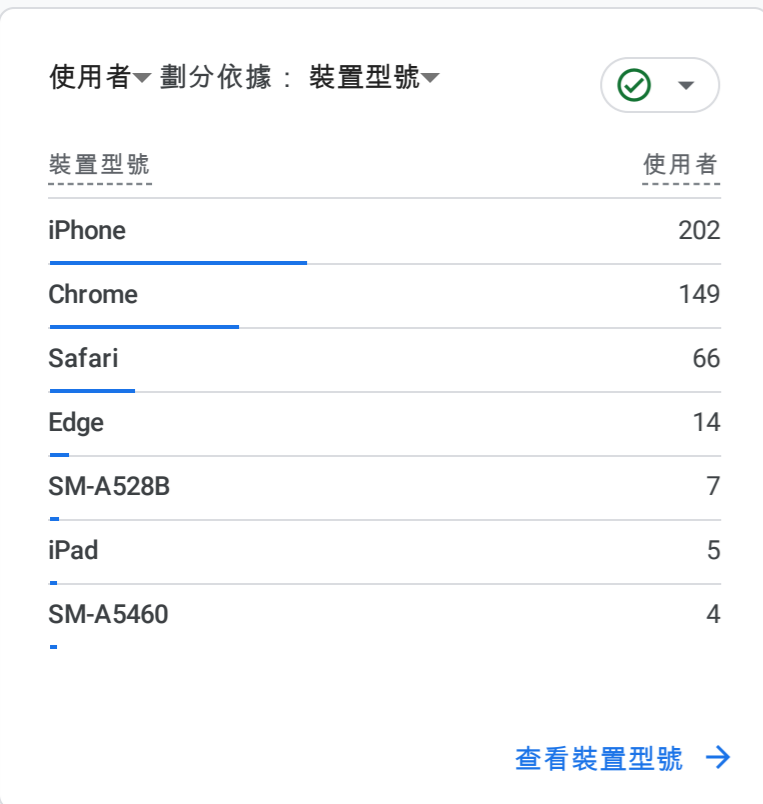 使用者 劃分依據： 裝置型號
裝置型號 使用者
iPhone 202
Chrome 149
Safari 66
Edge 14
SM-A528B 7
iPad 5
SM-A5460 4
查看裝置型號